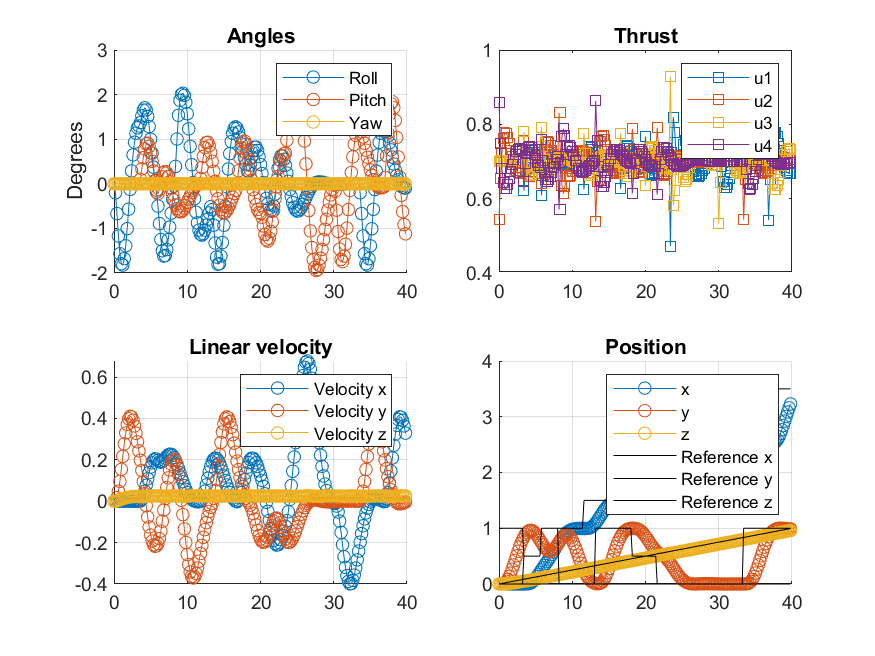 Angles
3
2
1
0
-1
-2
Degrees
0
10
20
30
40
Roll
Pitch
Yaw
Thrust
1
0.8
0.6
0.4
0
10
20
30
40
u1
u2
u3
u4
Linear velocity
0.6
0.4
0.2
0
-0.2
-0.4
0
10
20
30
40
Velocity x
Velocity y
Velocity z
Position
4
3
2
1
0
0
10
20
30
40
x
y
z
Reference x
Reference y
Reference z